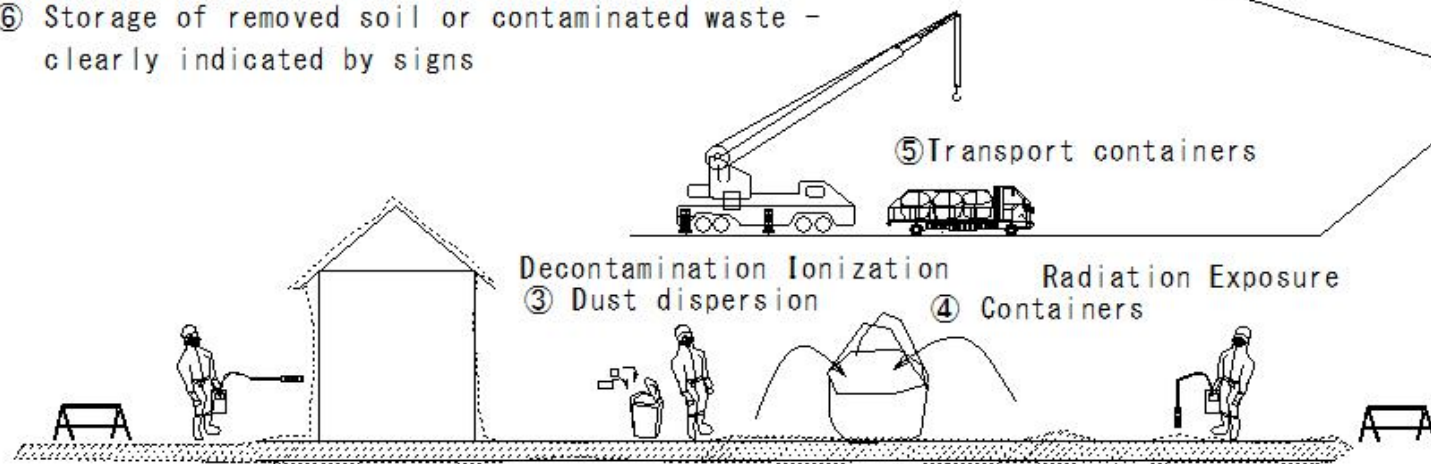 ⑥ Storage of removed soil or contaminated waste –
clearly indicated by signs
⑤Transport containers
Decontamination Ionization
Radiation Exposure
③ Dust dispersion
④ Containers